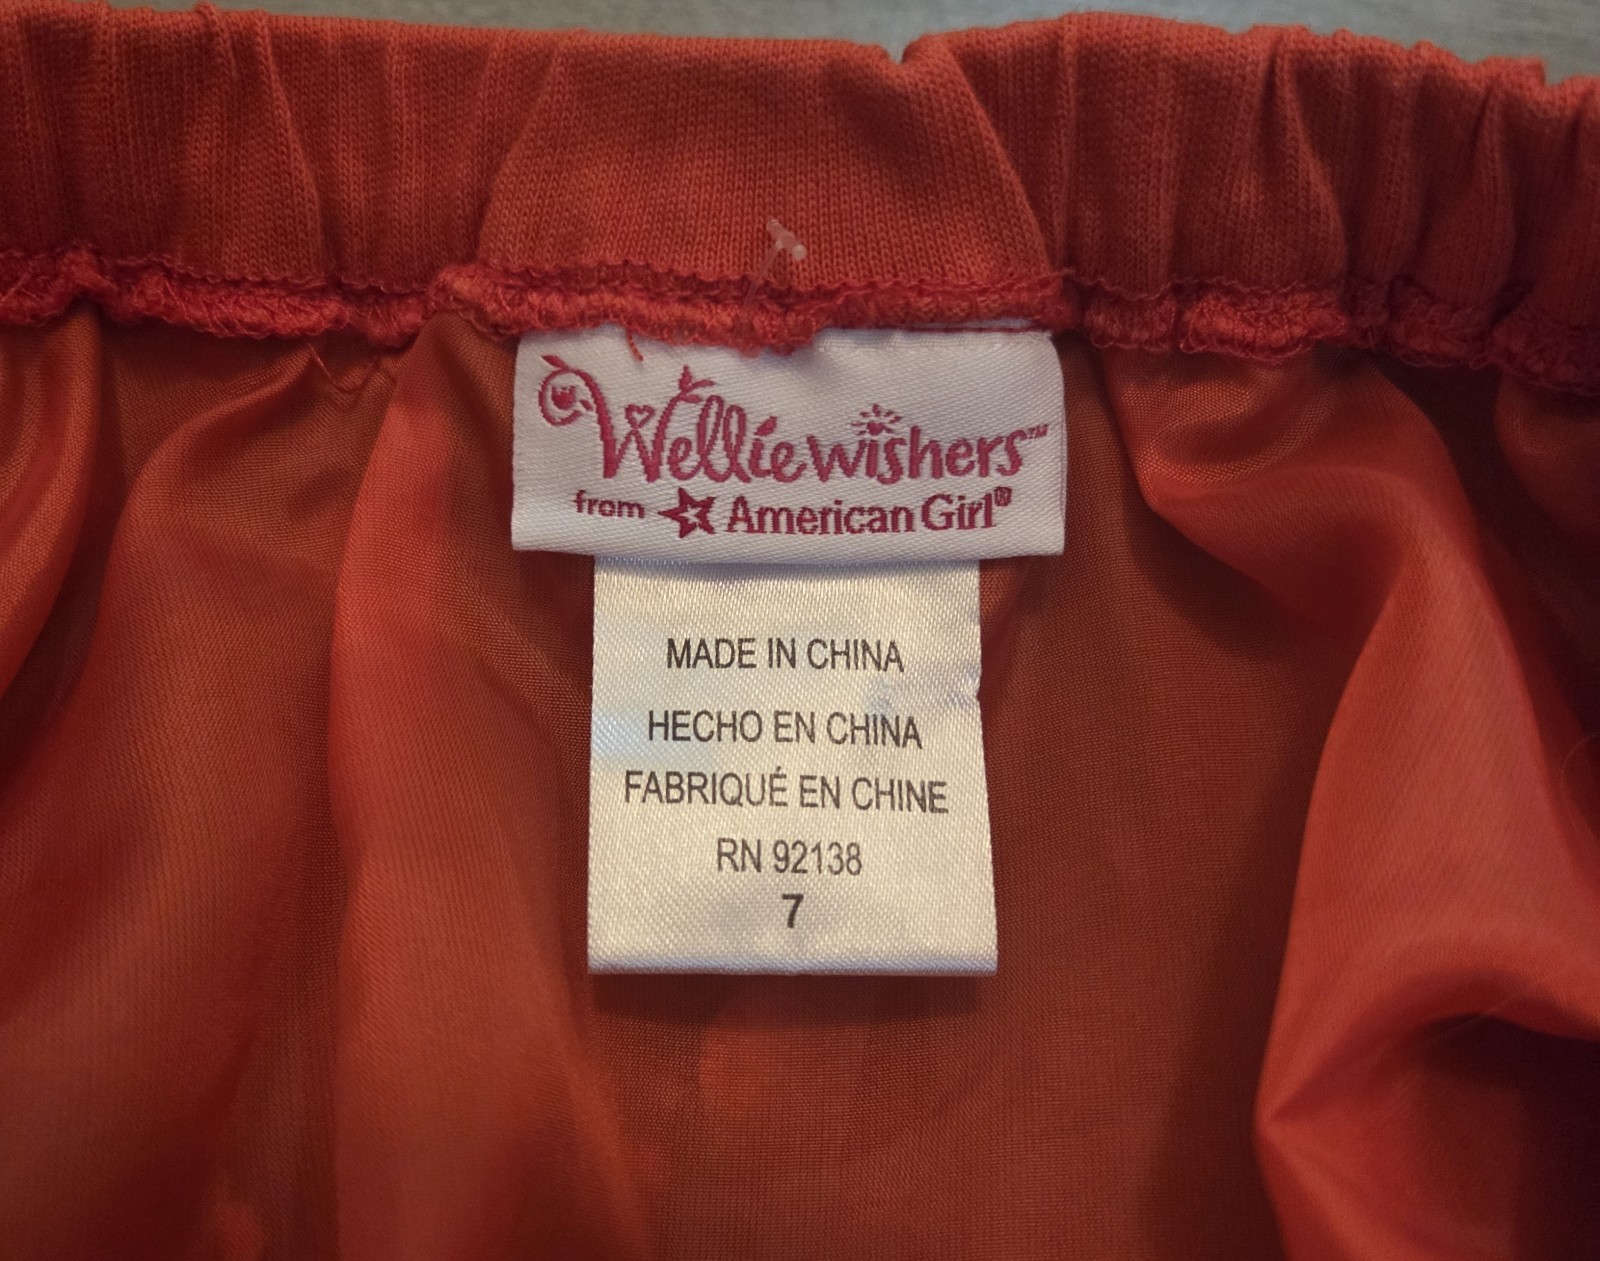 Welliewishers™
from American Girl®
MADE IN CHINA
HECHO EN CHINA
FABRIQUÉ EN CHINE
RN 92138
7